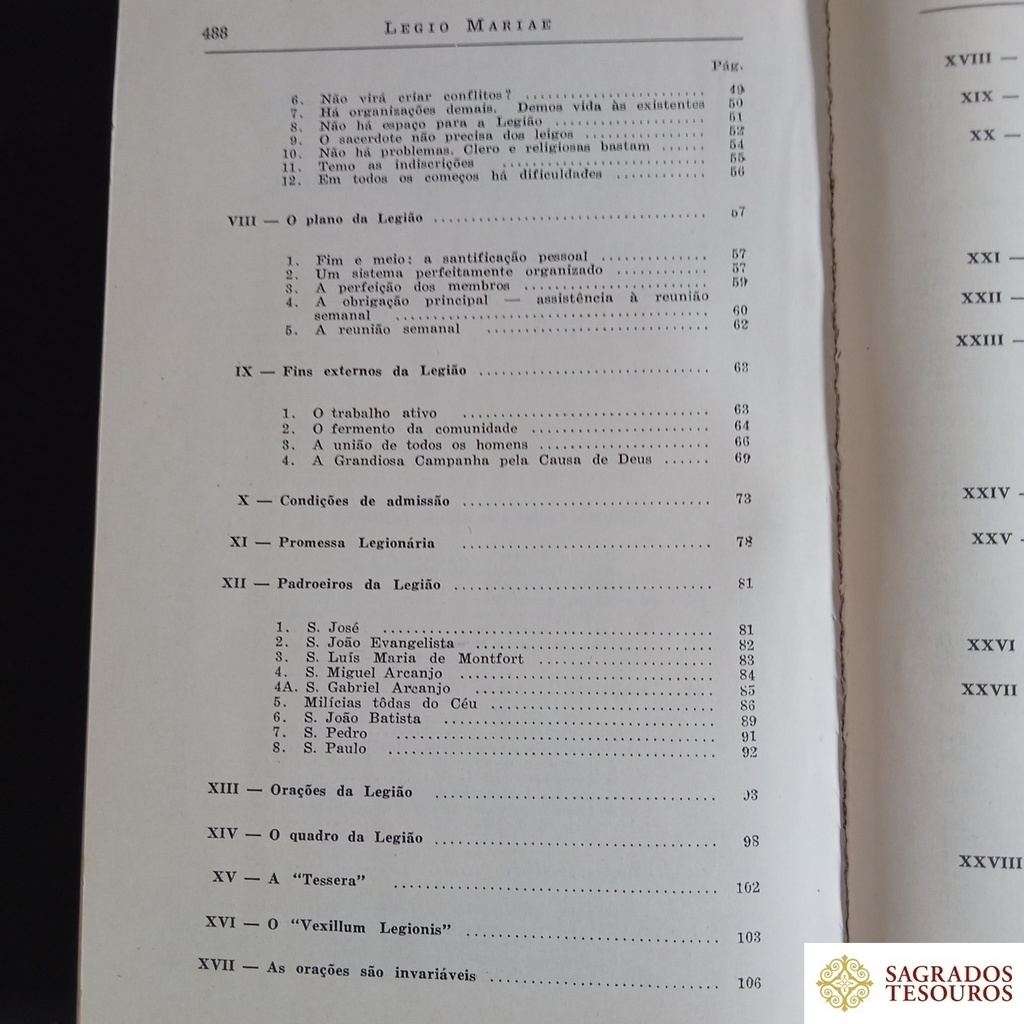 488
LEGIO MARIAE
Pág.
6. Não virá criar conflitos? ........ 49
7. Há organizações demais. Demos vida às existentes 50
8. Não há espaço para a Legião ........ 51
9. O sacerdote não precisa dos leigos ........ 52
10. Não há problemas. Clero e religiosas bastam ...... 54
11. Temo as indiscrições ........ 55
12. Em todos os começos há dificuldades ........ 56
VIII — O plano da Legião ........ 57
1. Fim e meio: a santificação pessoal ........ 57
2. Um sistema perfeitamente organizado ........ 57
3. A perfeição dos membros ........ 59
4. A obrigação principal — assistência à reunião
semanal ........ 60
5. A reunião semanal ........ 62
IX — Fins externos da Legião ........ 63
1. O trabalho ativo ........ 63
2. O fermento da comunidade ........ 64
3. A união de todos os homens ........ 66
4. A Grandiosa Campanha pela Causa de Deus ...... 69
X — Condições de admissão ........ 73
XI — Promessa Legionária ........ 78
XII — Padroeiros da Legião ........ 81
1. S. José ........ 81
2. S. João Evangelista ........ 82
3. S. Luís Maria de Montfort ........ 83
4. S. Miguel Arcanjo ........ 84
4A. S. Gabriel Arcanjo ........ 85
5. Milícias tôdas do Céu ........ 86
6. S. João Batista ........ 89
7. S. Pedro ........ 91
8. S. Paulo ........ 92
XIII — Orações da Legião ........ 93
XIV — O quadro da Legião ........ 98
XV — A “Tessera” ........ 102
XVI — O “Vexillum Legionis” ........ 103
XVII — As orações são invariáveis ........ 106
XVIII —
XIX —
XX —
XXI —
XXII —
XXIII —
XXIV —
XXV -
XXVI
XXVII
XXVIII
SAGRADOS
TESOUROS